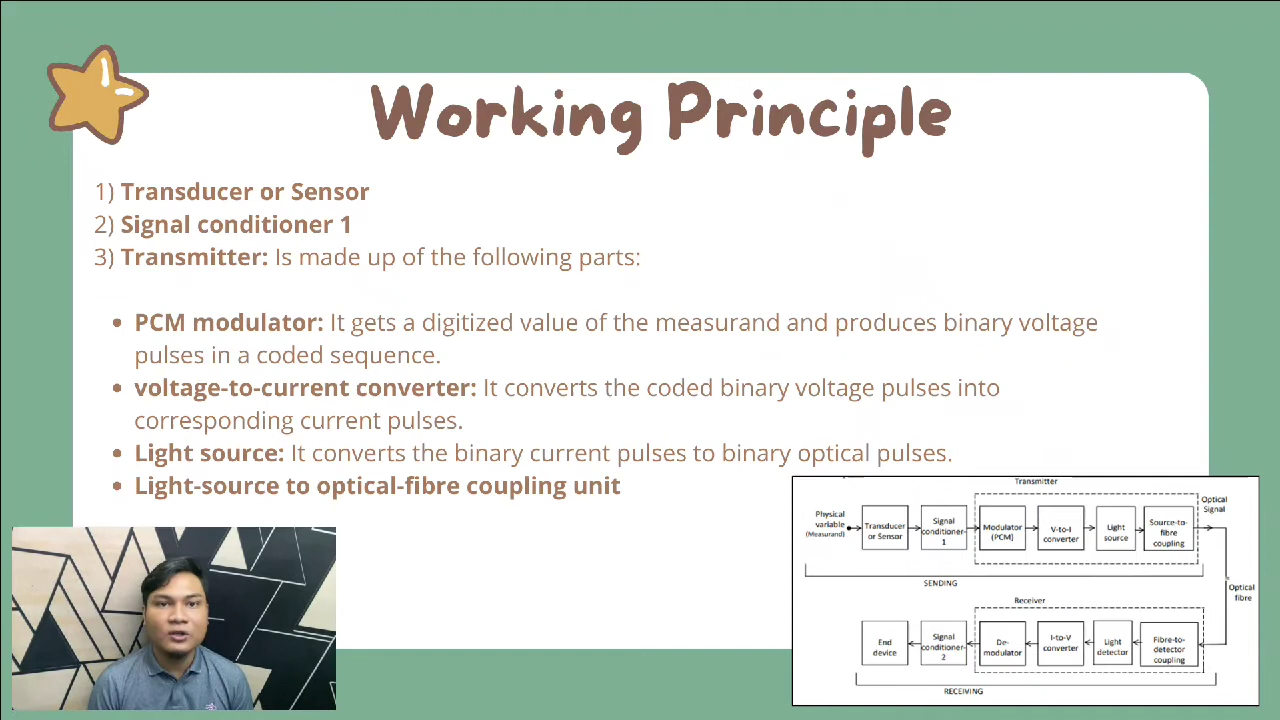 Working Principle
1) Transducer or Sensor
2) Signal conditioner 1
3) Transmitter: Is made up of the following parts:
• PCM modulator: It gets a digitized value of the measurand and produces binary voltage
pulses in a coded sequence.
• voltage-to-current converter: It converts the coded binary voltage pulses into
corresponding current pulses.
• Light source: It converts the binary current pulses to binary optical pulses.
• Light-source to optical-fibre coupling unit
Transmitter
Physical
variable
(Measurand)
Transducer
or Sensor
Signal
conditioner-
1
Modulator
(PCM)
V-to-I
converter
Light
source
Source-to-
fibre
coupling
Optical
Signal
SENDING
Optical
fibre
Receiver
End
device
Signal
conditioner-
2
De-
modulator
I-to-V
converter
Light
detector
Fibre-to-
detector
coupling
RECEIVING